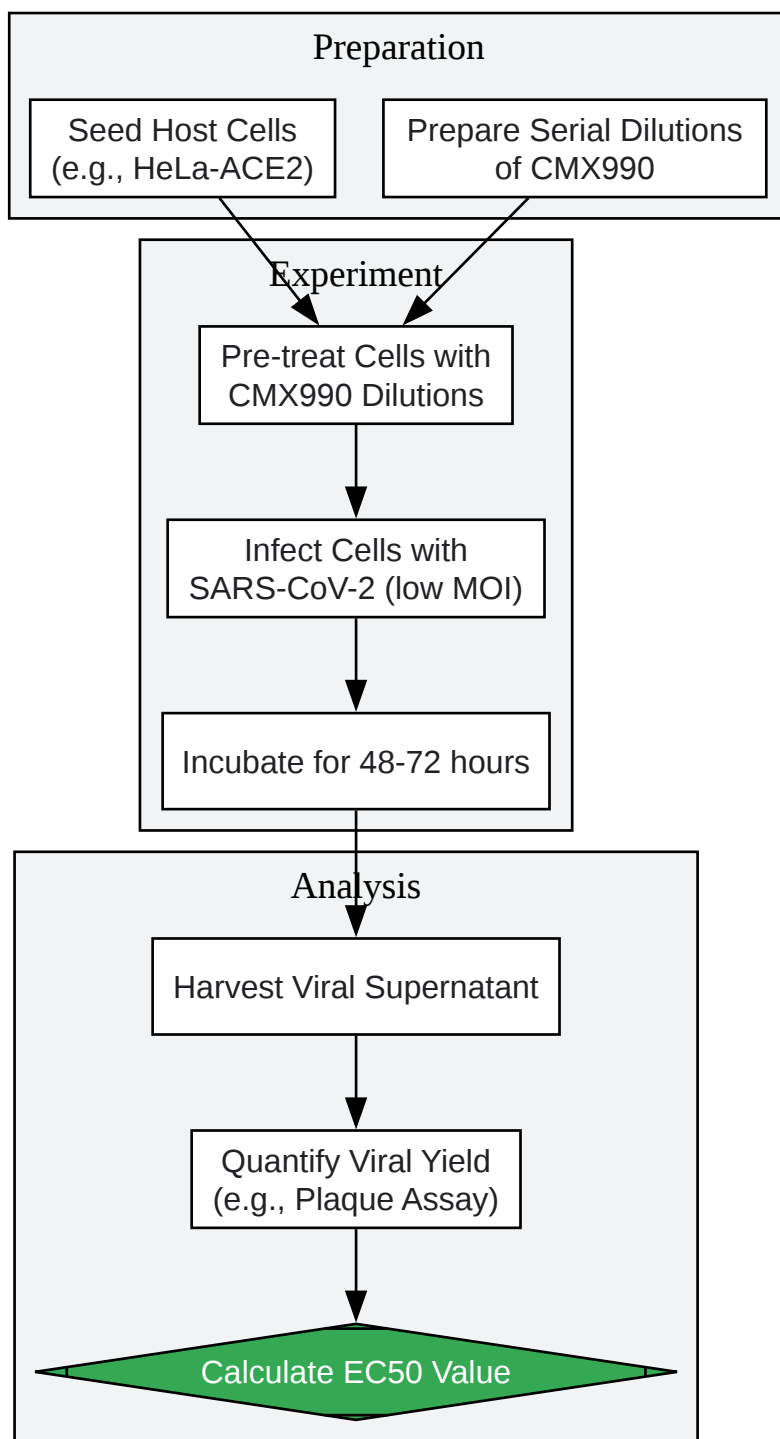 Preparation
Seed Host Cells
(e.g., HeLa-ACE2)
Prepare Serial Dilutions
of CMX990
Experiment
Pre-treat Cells with
CMX990 Dilutions
Infect Cells with
SARS-CoV-2 (low MOI)
Incubate for 48-72 hours
Analysis
Harvest Viral Supernatant
Quantify Viral Yield
(e.g., Plaque Assay)
Calculate EC50 Value